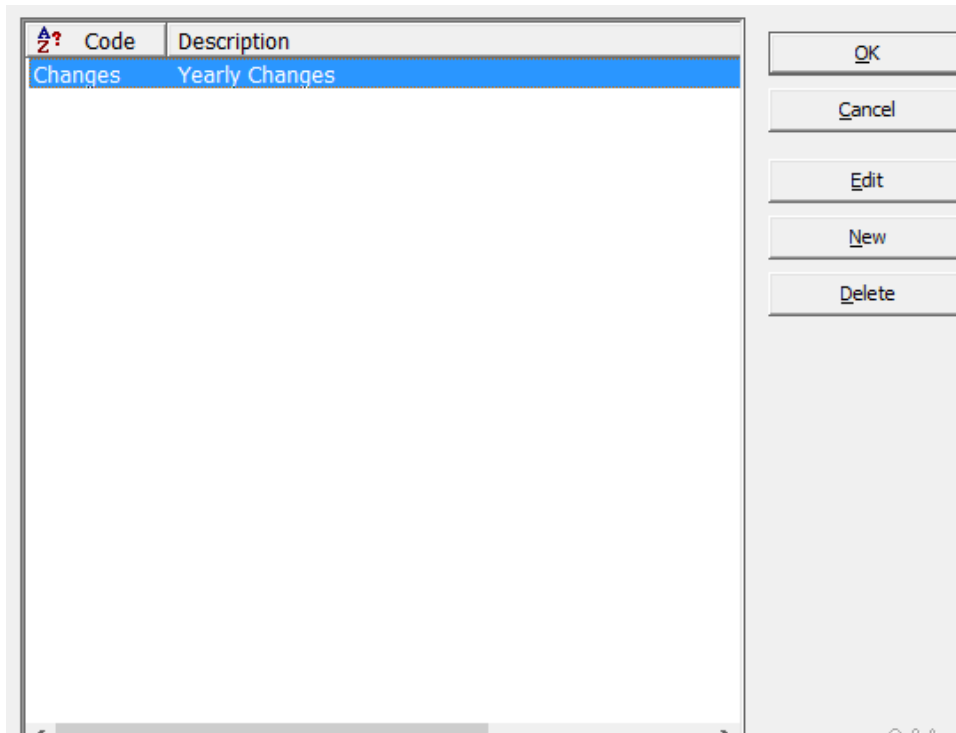 Code Description
Changes Yearly Changes
OK
Cancel
Edit
New
Delete